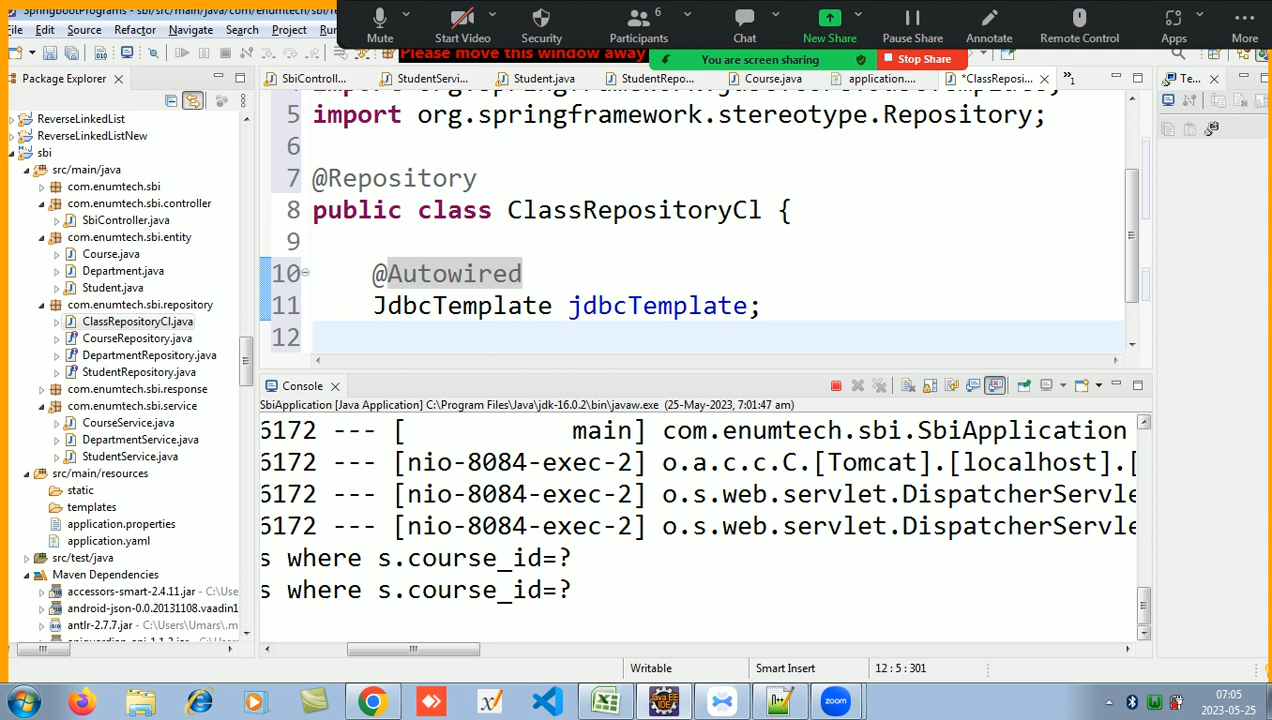 SpringbootPrograms - sbi/src/main/java/com/enumtech/sbi/re
File Edit Source Refactor Navigate Search Project Run
Mute Start Video Security Participants 6 Chat New Share Pause Share Annotate Remote Control Apps More
Please move this window away
You are screen sharing Stop Share
Package Explorer
SbiControll... StudentServi... Student.java StudentRepo... Course.java application.... *ClassReposi... »1
Te...
ReverseLinkedList
ReverseLinkedListNew
sbi
src/main/java
com.enumtech.sbi
com.enumtech.sbi.controller
SbiController.java
com.enumtech.sbi.entity
Course.java
Department.java
Student.java
com.enumtech.sbi.repository
ClassRepositoryCl.java
CourseRepository.java
DepartmentRepository.java
StudentRepository.java
com.enumtech.sbi.response
com.enumtech.sbi.service
CourseService.java
DepartmentService.java
StudentService.java
src/main/resources
static
templates
application.properties
application.yaml
src/test/java
Maven Dependencies
accessors-smart-2.4.11.jar - C:\Use
android-json-0.0.20131108.vaadin1
antlr-2.7.7.jar - C:\Users\Umars\.m
5 import org.springframework.stereotype.Repository;
6
7 @Repository
8 public class ClassRepositoryCl {
9
10 @Autowired
11 JdbcTemplate jdbcTemplate;
12
Console
SbiApplication [Java Application] C:\Program Files\Java\jdk-16.0.2\bin\javaw.exe (25-May-2023, 7:01:47 am)
6172 --- [ main] com.enumtech.sbi.SbiApplication
6172 --- [nio-8084-exec-2] o.a.c.c.C.[Tomcat].[localhost].[
6172 --- [nio-8084-exec-2] o.s.web.servlet.DispatcherServle
6172 --- [nio-8084-exec-2] o.s.web.servlet.DispatcherServle
s where s.course_id=?
s where s.course_id=?
Writable Smart Insert 12 : 5 : 301
zoom
07:05
2023-05-25